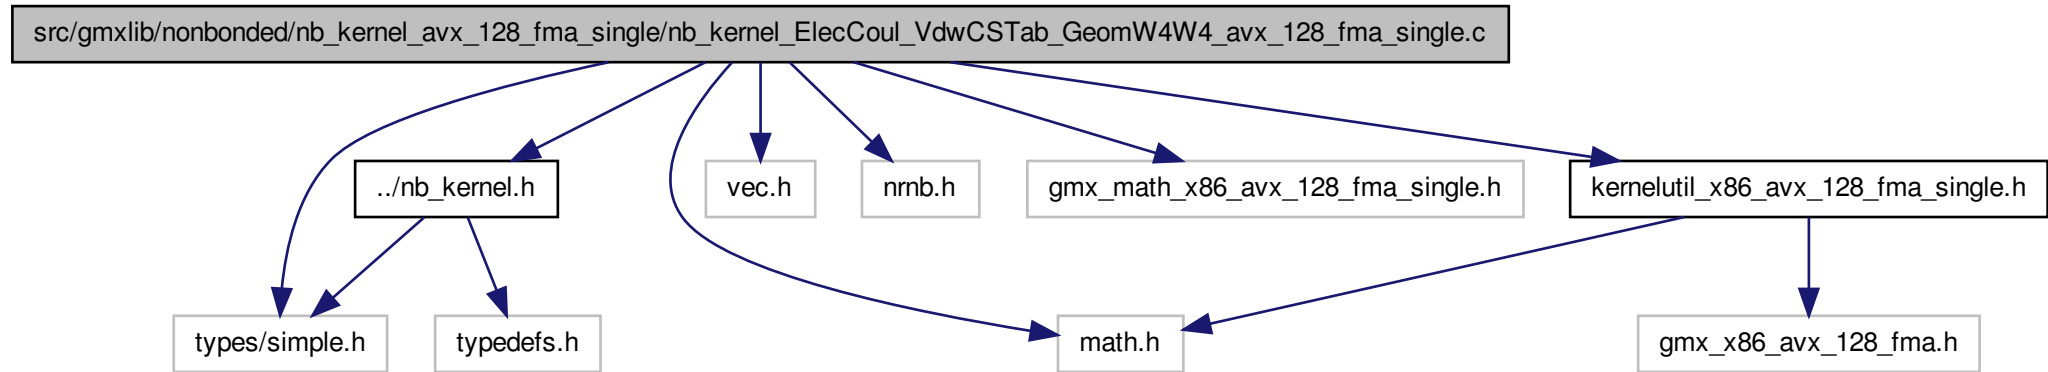 src/gmxlib/nonbonded/nb_kernel_avx_128_fma_single/nb_kernel_ElecCoul_VdwCSTab_GeomW4W4_avx_128_fma_single.c
../nb_kernel.h
vec.h
nrnb.h
gmx_math_x86_avx_128_fma_single.h
kernelutil_x86_avx_128_fma_single.h
types/simple.h
typedefs.h
math.h
gmx_x86_avx_128_fma.h